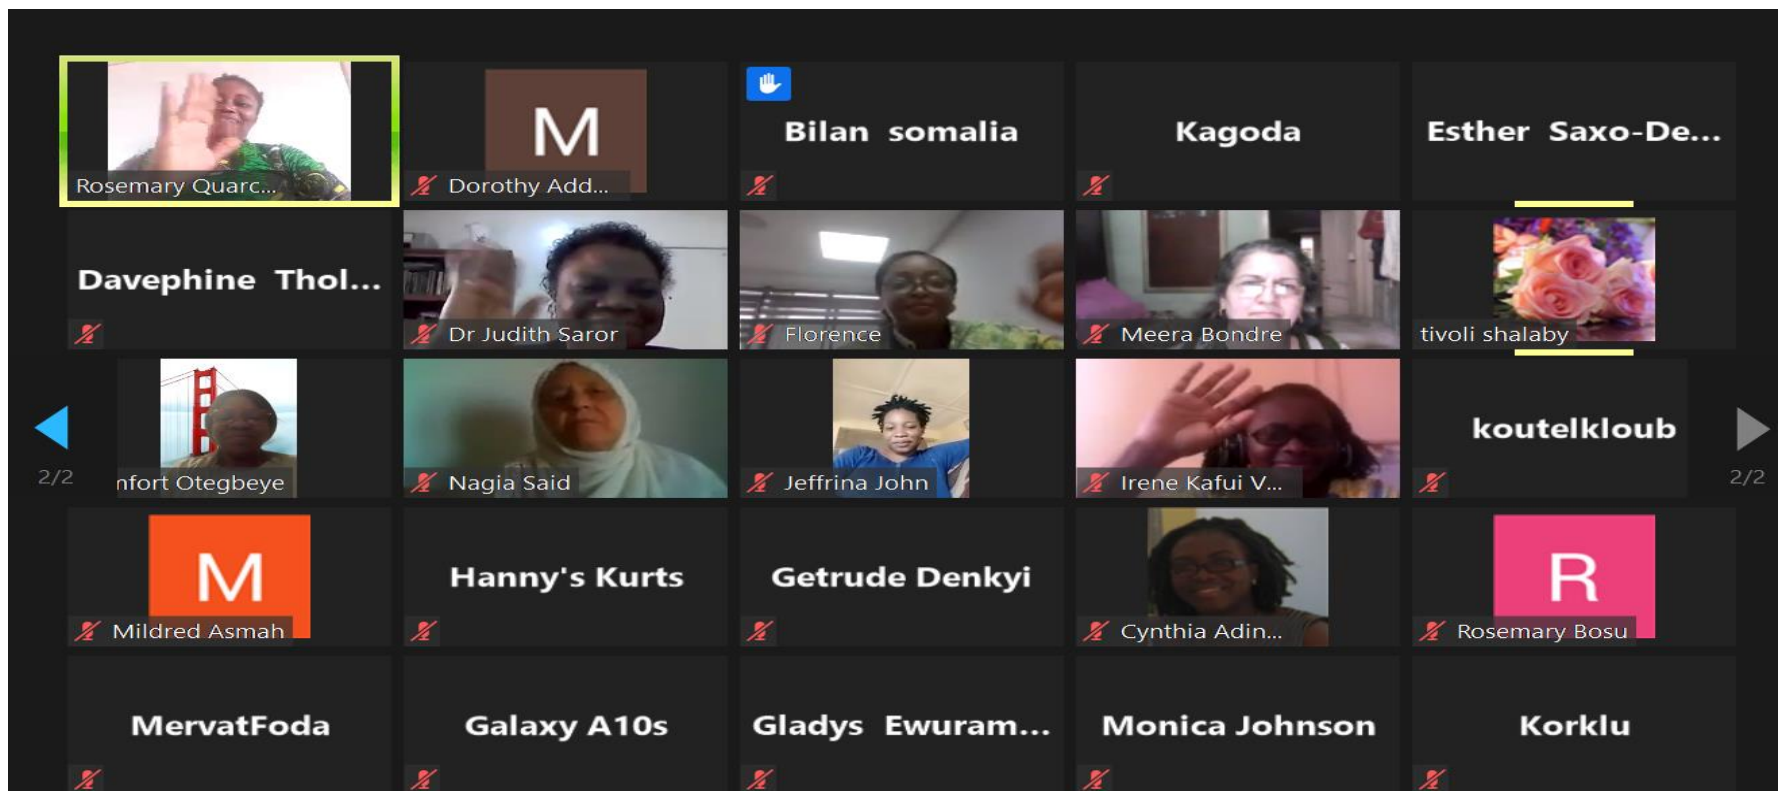 Rosemary Quarc...
M
Dorothy Add...
Bilan somalia
Kagoda
Esther Saxo-De...
Davephine Thol...
Dr Judith Saror
Florence
Meera Bondre
tivoli shalaby
nfort Otegbeye
Nagia Said
Jeffrina John
Irene Kafui V...
koutelkloub
2/2
2/2
M
Mildred Asmah
Hanny's Kurts
Getrude Denkyi
Cynthia Adin...
R
Rosemary Bosu
MervatFoda
Galaxy A10s
Gladys Ewuram...
Monica Johnson
Korklu